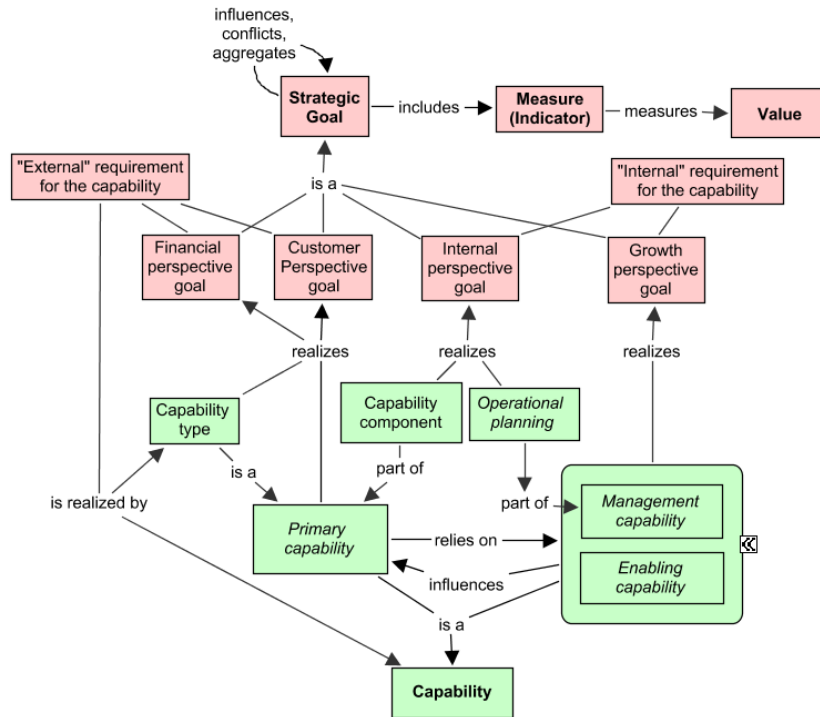 influences,
conflicts,
aggregates
Strategic
Goal
includes
Measure
(Indicator)
measures
Value
"External" requirement
for the capability
is a
"Internal" requirement
for the capability
Financial
perspective
goal
Customer
Perspective
goal
Internal
perspective
goal
Growth
perspective
goal
realizes
realizes
realizes
Capability
type
Capability
component
Operational
planning
is a
part of
is realized by
part of
Management
capability
Primary
capability
relies on
influences
Enabling
capability
is a
Capability